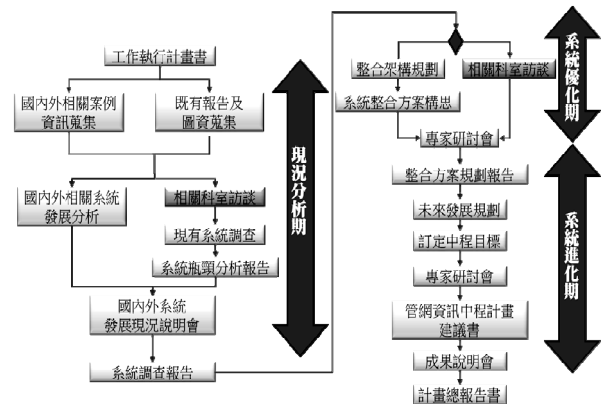 工作執行計畫書
國內外相關案例
資訊蒐集
既有報告及
圖資蒐集
國內外相關系統
發展分析
相關科室訪談
現有系統調查
系統瓶頸分析報告
國內外系統
發展現況說明會
系統調查報告
現況分析期
整合架構規劃
相關科室訪談
系統整合方案構思
專家研討會
整合方案規劃報告
未來發展規劃
訂定中程目標
專家研討會
管網資訊中程計畫
建議書
成果說明會
計畫總報告書
系統優化期
系統進化期